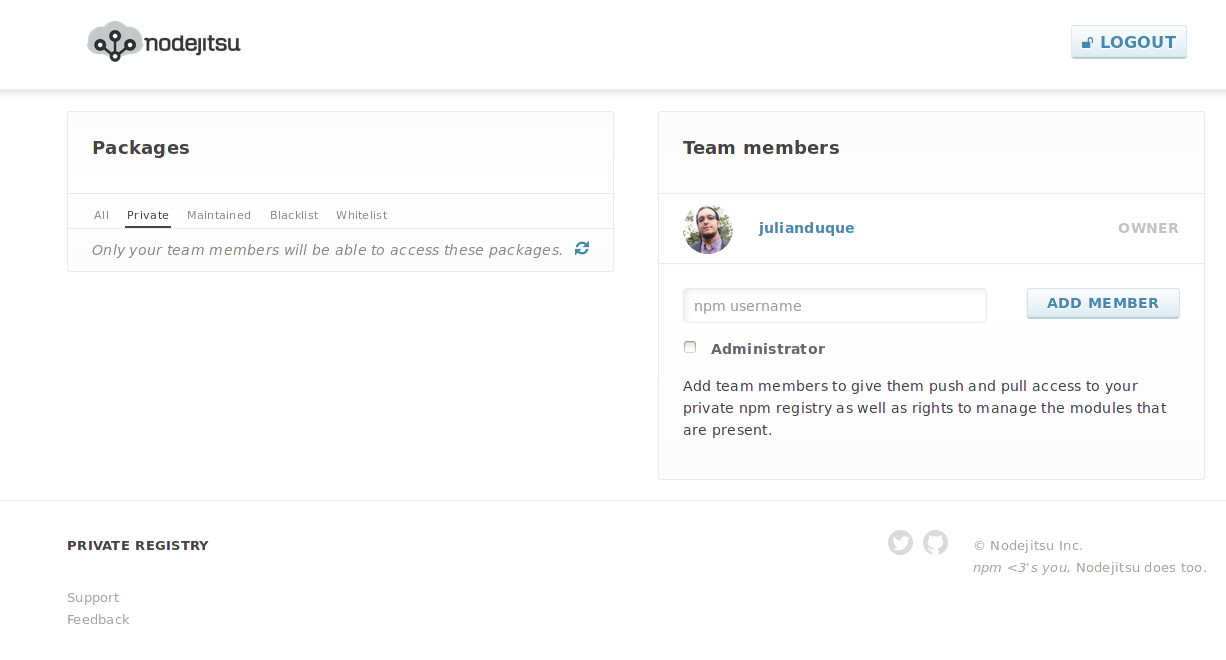 nodejitsu
LOGOUT
Packages
All Private Maintained Blacklist Whitelist
Only your team members will be able to access these packages.
Team members
julianduque OWNER
npm username ADD MEMBER
Administrator
Add team members to give them push and pull access to your
private npm registry as well as rights to manage the modules that
are present.
PRIVATE REGISTRY
Support
Feedback
© Nodejitsu Inc.
npm <3's you, Nodejitsu does too.